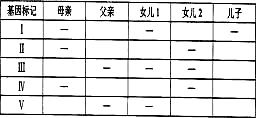 基因标记 母亲 父亲 女儿1 女儿2 儿子
I — — —
II — —
III — — —
IV — —
V — —